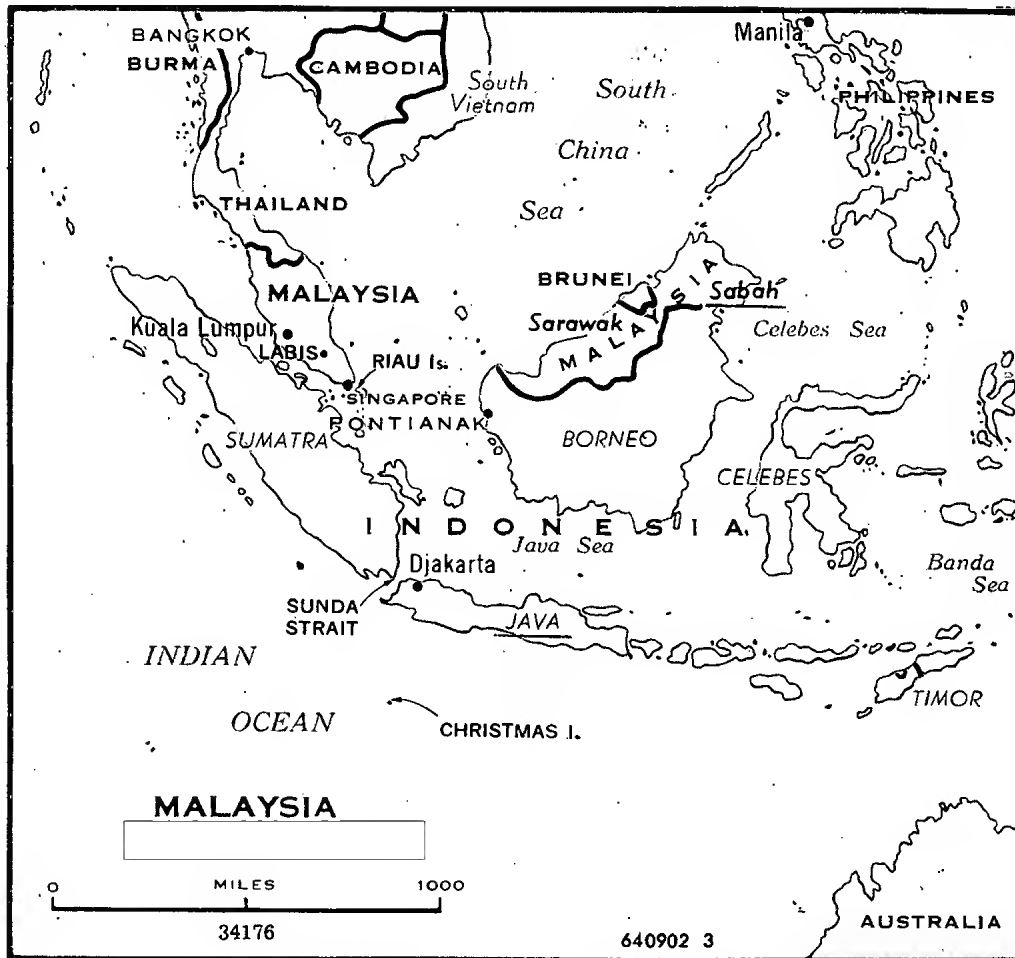 Manila
BANGKOK
BURMA
CAMBODIA
South
Vietnam
South
China
Sea
PHILIPPINES
THAILAND
MALAYSIA
BRUNEI
Sabah
Sarawak
MALAYSIA
Celebes Sea
Kuala Lumpur
LABIS
RIAU Is.
SINGAPORE
PONTIANAK
SUMATRA
BORNEO
CELEBES
INDONESIA
Java Sea
Djakarta
Banda
Sea
SUNDA
STRAIT
JAVA
INDIAN
OCEAN
TIMOR
CHRISTMAS I.
MALAYSIA
0 MILES 1000
34176
640902 3
AUSTRALIA